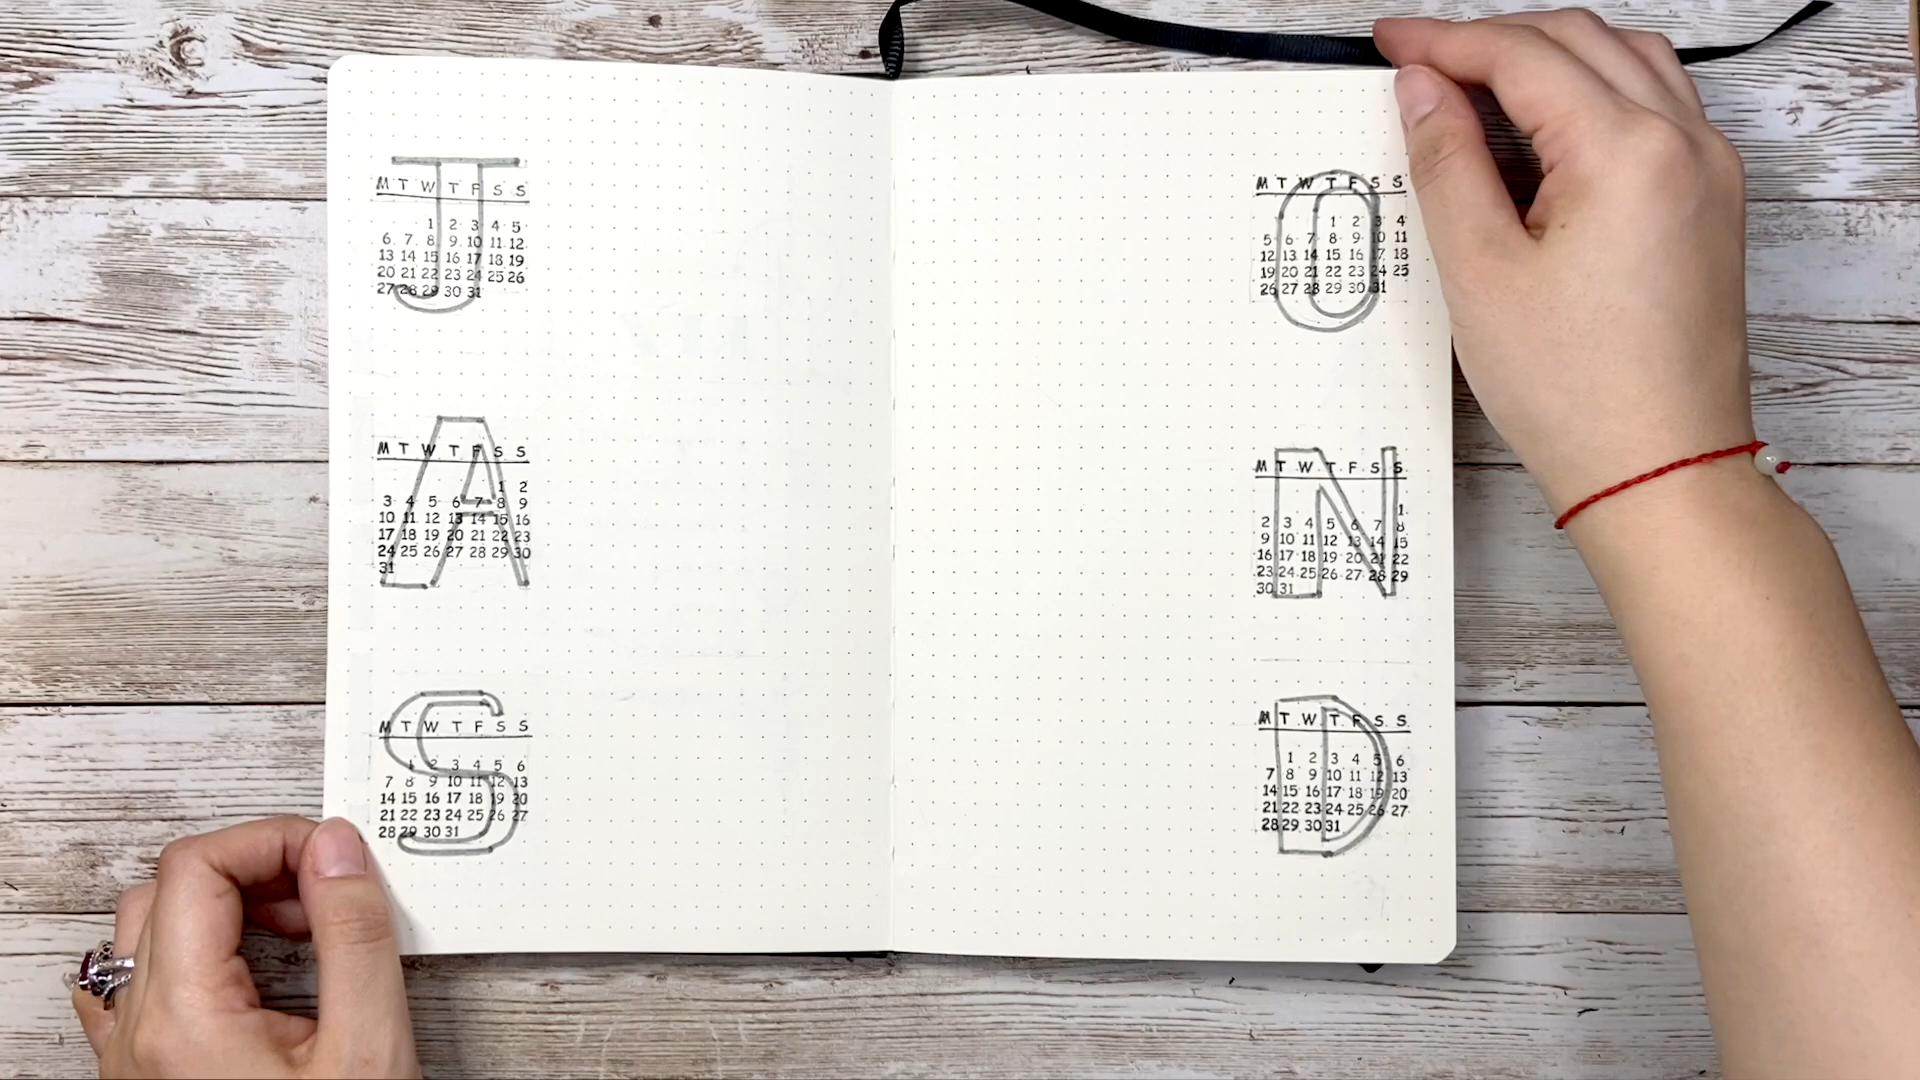 J
M T W T F S S
1 2 3 4 5
6 7 8 9 10 11 12
13 14 15 16 17 18 19
20 21 22 23 24 25 26
27 28 29 30 31
A
M T W T F S S
1 2
3 4 5 6 7 8 9
10 11 12 13 14 15 16
17 18 19 20 21 22 23
24 25 26 27 28 29 30
31
S
M T W T F S S
1 2 3 4 5 6
7 8 9 10 11 12 13
14 15 16 17 18 19 20
21 22 23 24 25 26 27
28 29 30 31
O
M T W T F S S
1 2 3 4
5 6 7 8 9 10 11
12 13 14 15 16 17 18
19 20 21 22 23 24 25
26 27 28 29 30 31
N
M T W T F S S
1
2 3 4 5 6 7 8
9 10 11 12 13 14 15
16 17 18 19 20 21 22
23 24 25 26 27 28 29
30 31
D
M T W T F S S
1 2 3 4 5 6
7 8 9 10 11 12 13
14 15 16 17 18 19 20
21 22 23 24 25 26 27
28 29 30 31